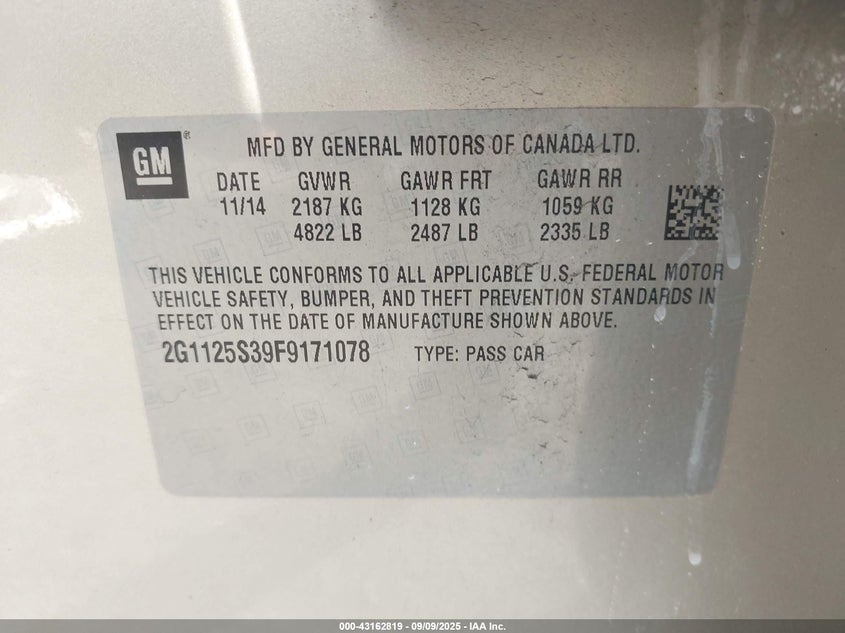 GM ®
MFD BY GENERAL MOTORS OF CANADA LTD.
DATE GVWR GAWR FRT GAWR RR
11/14 2187 KG 1128 KG 1059 KG
4822 LB 2487 LB 2335 LB
THIS VEHICLE CONFORMS TO ALL APPLICABLE U.S. FEDERAL MOTOR
VEHICLE SAFETY, BUMPER, AND THEFT PREVENTION STANDARDS IN
EFFECT ON THE DATE OF MANUFACTURE SHOWN ABOVE.
2G1125S39F9171078 TYPE: PASS CAR
000-43162819 - 09/09/2025 - IAA Inc.